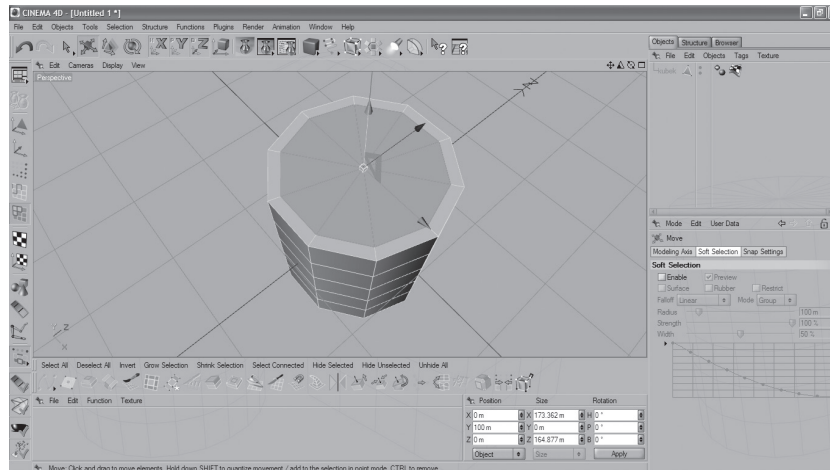 CINEMA 4D - [Untitled 1 *]
File Edit Objects Tools Selection Structure Functions Plugins Render Animation Window Help
Objects Structure Browser
File Edit Objects Tags Texture
kubek
Edit Cameras Display View
Perspective
Z
X
Mode Edit User Data
Move
Modeling Axis Soft Selection Snap Settings
Soft Selection
Enable Preview
Surface Rubber Restrict
Falloff Linear Mode Group
Radius 100 m
Strength 100 %
Width 50 %
Select All Deselect All Invert Grow Selection Shrink Selection Select Connected Hide Selected Hide Unselected Unhide All
File Edit Function Texture
Position Size Rotation
X 0 m X 173.362 m H 0 °
Y 100 m Y 0 m P 0 °
Z 0 m Z 164.877 m B 0 °
Object Size Apply
Move: Click and drag to move elements. Hold down SHIFT to quantize movement / add to the selection in point mode, CTRL to remove.